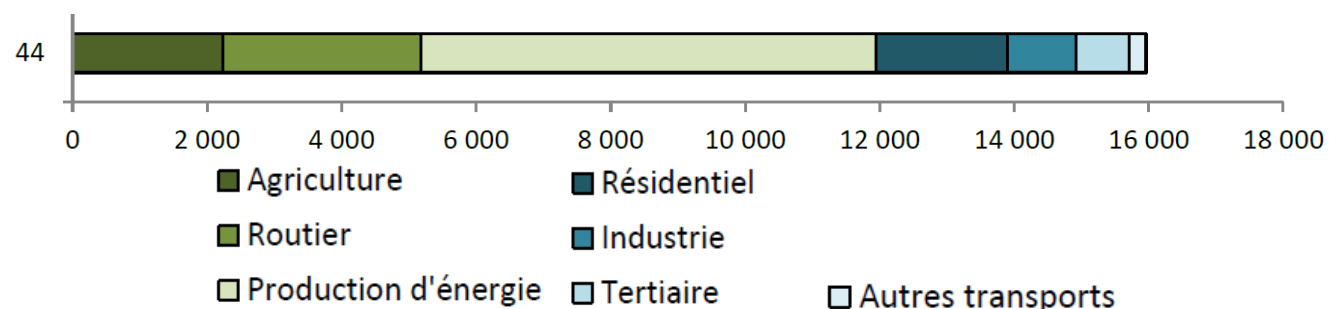 44
0 2 000 4 000 6 000 8 000 10 000 12 000 14 000 16 000 18 000
Agriculture Résidentiel
Routier Industrie
Production d'énergie Tertiaire Autres transports